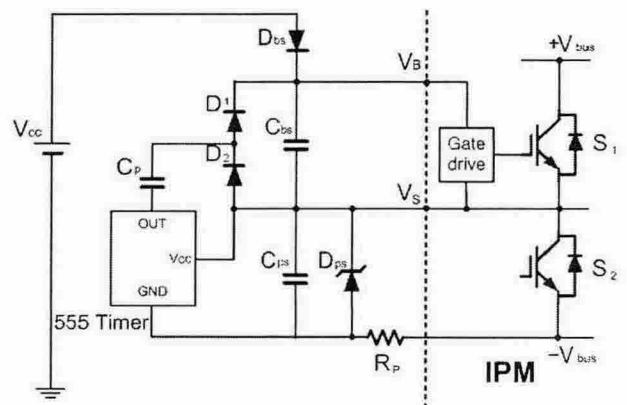 Dbs
VB
+Vbus
D1
Vcc
Cbs
D2
Gate
drive
S1
CP
VS
OUT
Vcc
Cps
Dps
S2
GND
555 Timer
RP
IPM
−Vbus